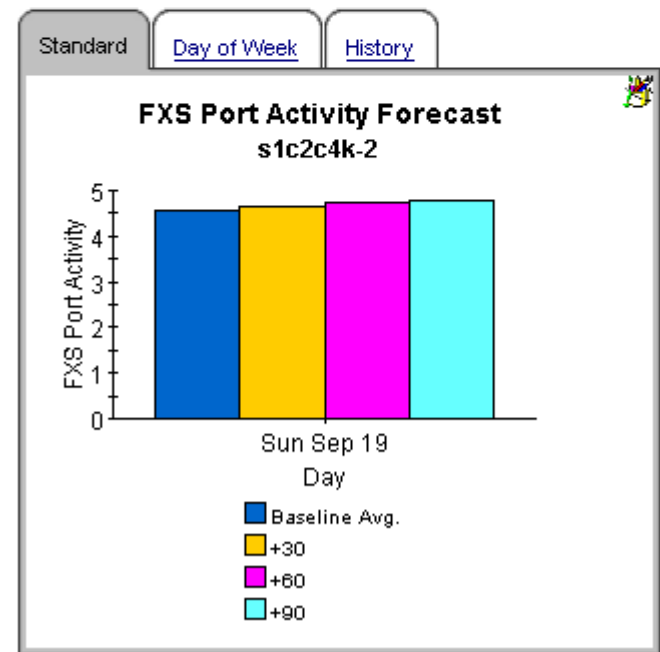 Standard
Day of Week
History
FXS Port Activity Forecast
s1c2c4k-2
FXS Port Activity
5
4
3
2
1
0
Sun Sep 19
Day
Baseline Avg.
+30
+60
+90